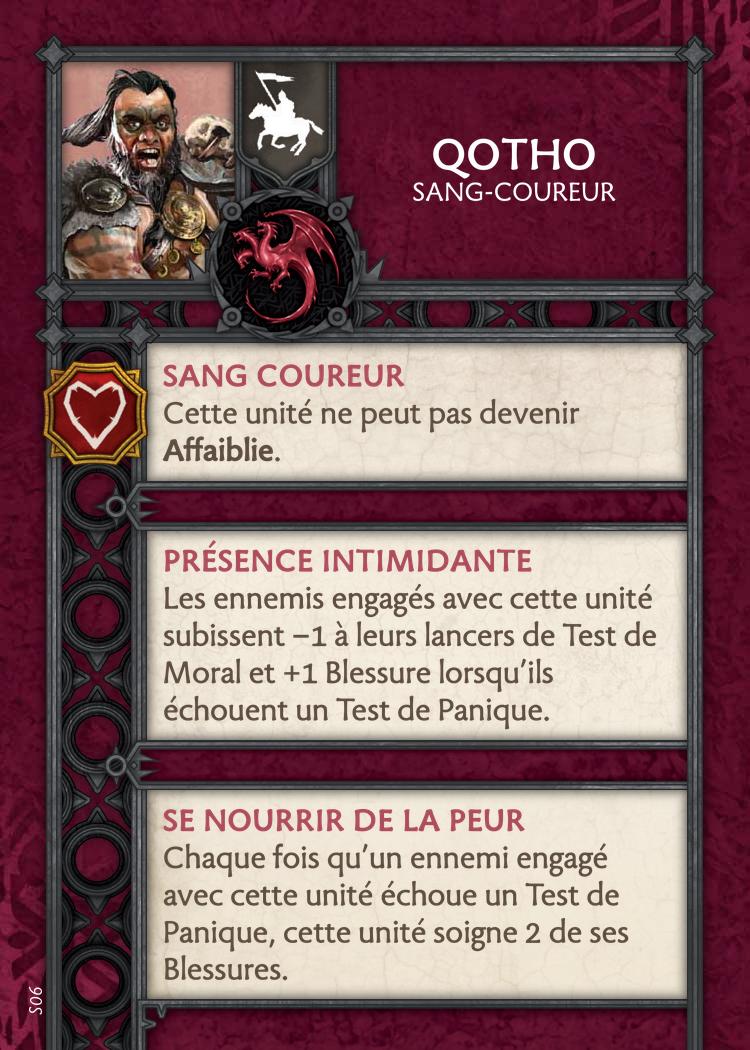 QOTHO
SANG-COUREUR
SANG COUREUR
Cette unité ne peut pas devenir
Affaiblie.
PRÉSENCE INTIMIDANTE
Les ennemis engagés avec cette unité
subissent −1 à leurs lancers de Test de
Moral et +1 Blessure lorsqu'ils
échouent un Test de Panique.
SE NOURRIR DE LA PEUR
Chaque fois qu'un ennemi engagé
avec cette unité échoue un Test de
Panique, cette unité soigne 2 de ses
Blessures.
S06